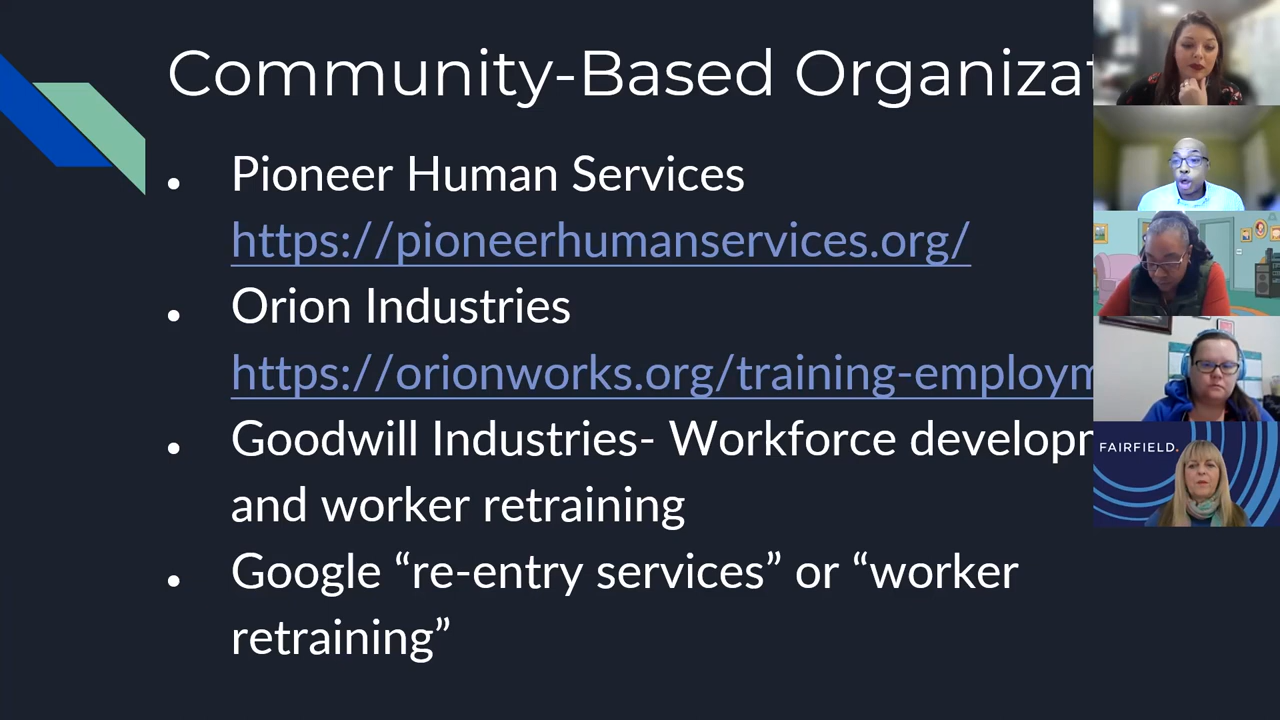 Community-Based Organizat
Pioneer Human Services
https://pioneerhumanservices.org/
Orion Industries
https://orionworks.org/training-employm
Goodwill Industries- Workforce developm
and worker retraining
Google “re-entry services” or “worker
retraining”
FAIRFIELD.